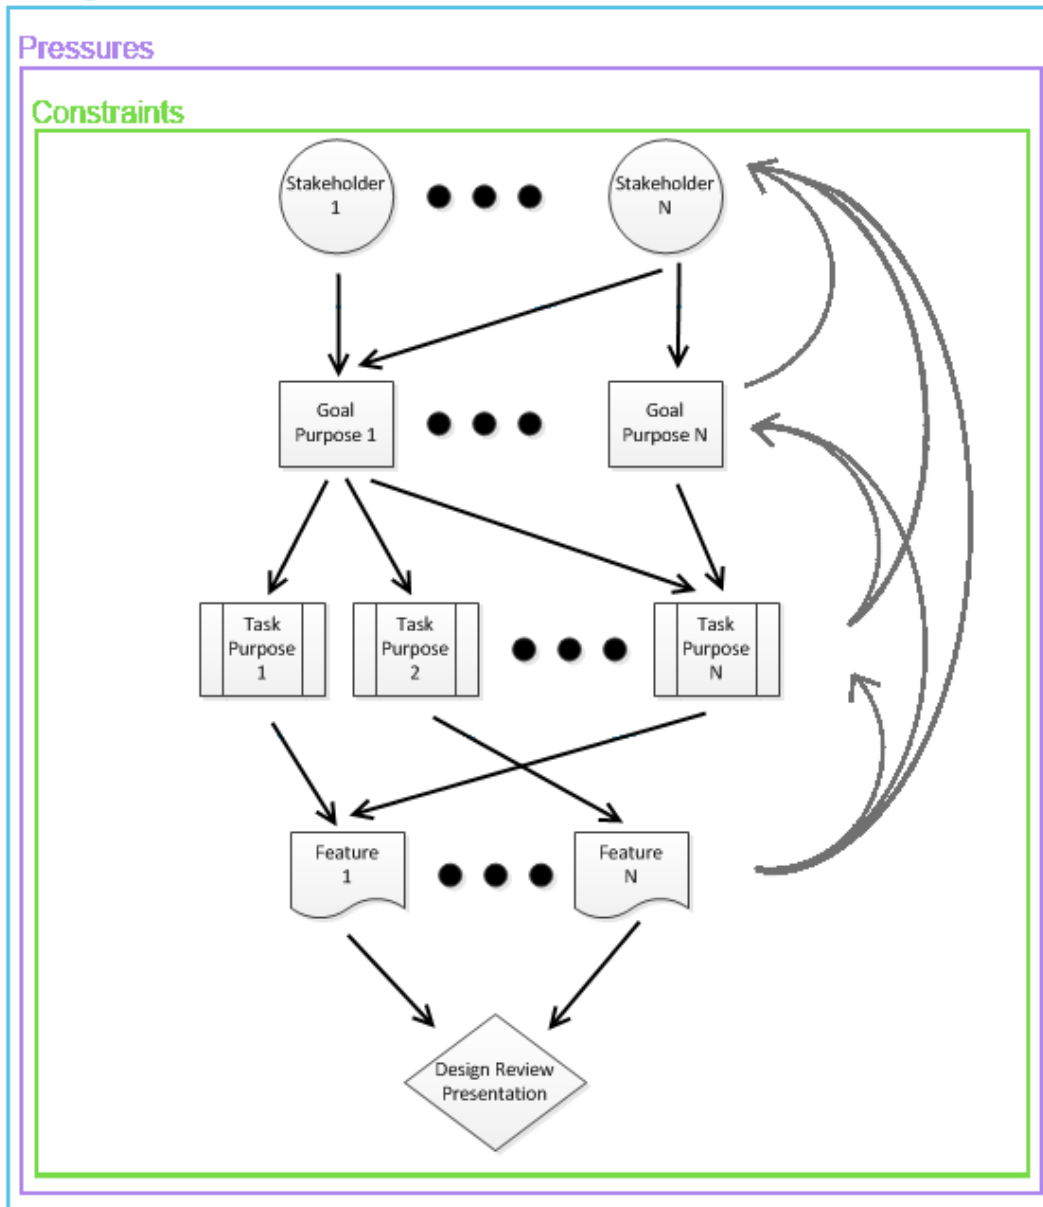 Pressures
Constraints
Stakeholder
1
Stakeholder
N
Goal
Purpose 1
Goal
Purpose N
Task
Purpose
1
Task
Purpose
2
Task
Purpose
N
Feature
1
Feature
N
Design Review
Presentation